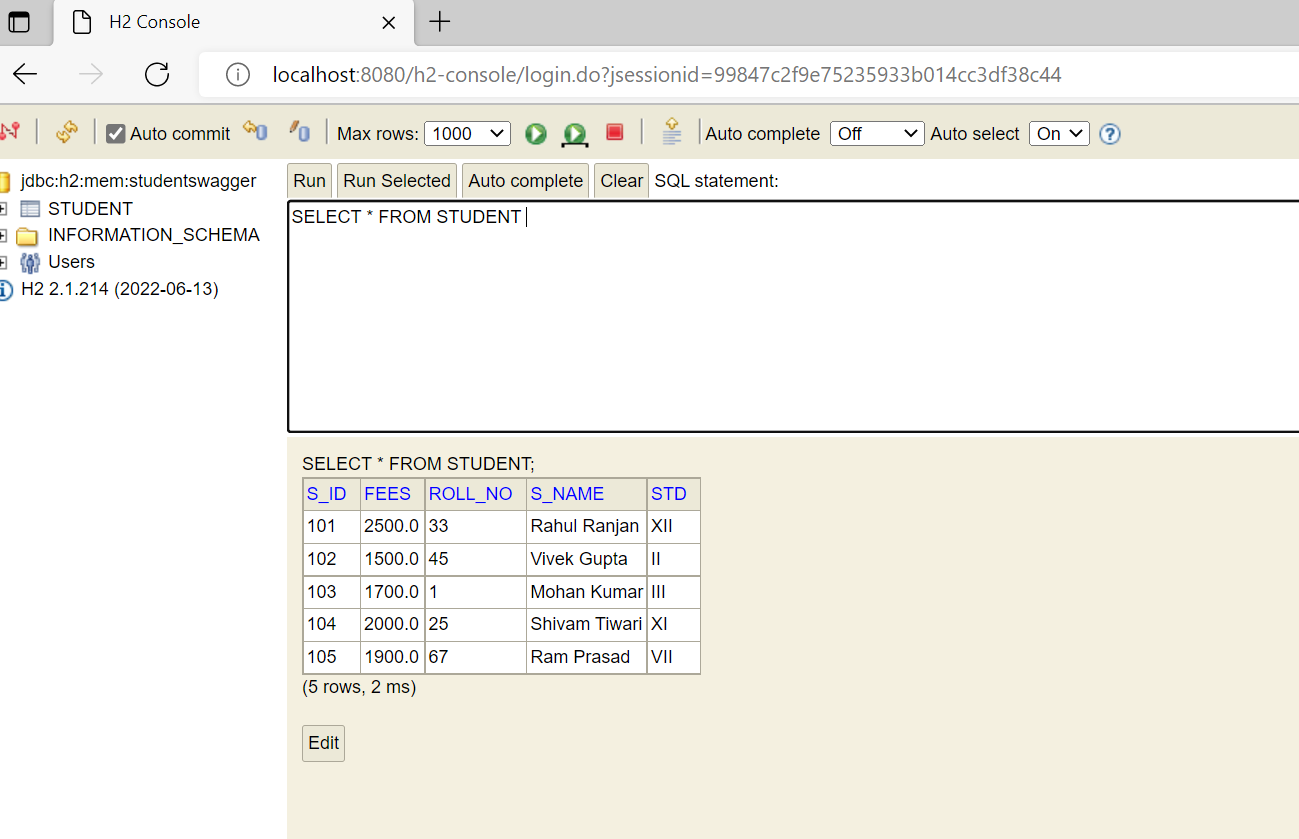 H2 Console
localhost:8080/h2-console/login.do?jsessionid=99847c2f9e75235933b014cc3df38c44
Auto commit Max rows: 1000 Auto complete Off Auto select On
jdbc:h2:mem:studentswagger
STUDENT
INFORMATION_SCHEMA
Users
H2 2.1.214 (2022-06-13)
Run Run Selected Auto complete Clear SQL statement:
SELECT * FROM STUDENT
SELECT * FROM STUDENT;
S_ID FEES ROLL_NO S_NAME STD
101 2500.0 33 Rahul Ranjan XII
102 1500.0 45 Vivek Gupta II
103 1700.0 1 Mohan Kumar III
104 2000.0 25 Shivam Tiwari XI
105 1900.0 67 Ram Prasad VII
(5 rows, 2 ms)
Edit